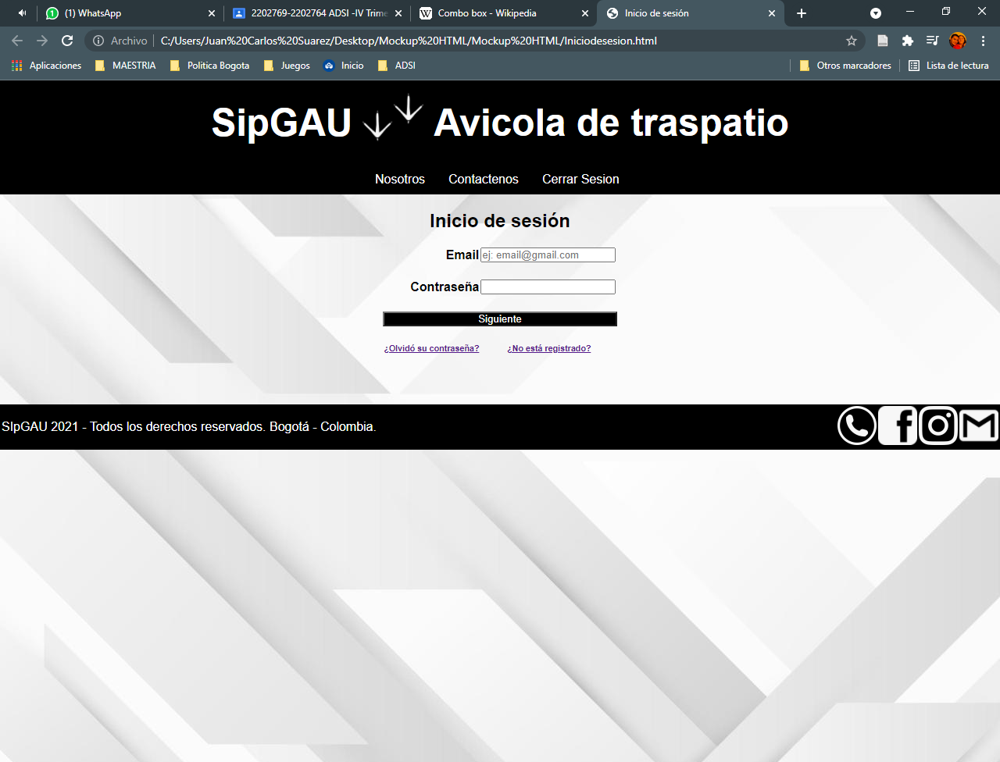 (1) WhatsApp
2202769-2202764 ADSI -IV Trime
Combo box - Wikipedia
Inicio de sesión
Archivo
C:/Users/Juan%20Carlos%20Suarez/Desktop/Mockup%20HTML/Mockup%20HTML/Iniciodesesion.html
Aplicaciones
MAESTRIA
Politica Bogota
Juegos
Inicio
ADSI
Otros marcadores
Lista de lectura
SipGAU Avicola de traspatio
Nosotros Contactenos Cerrar Sesion
Inicio de sesión
Email ej: email@gmail.com
Contraseña
Siguiente
¿Olvidó su contraseña? ¿No está registrado?
SIpGAU 2021 - Todos los derechos reservados. Bogotá - Colombia.